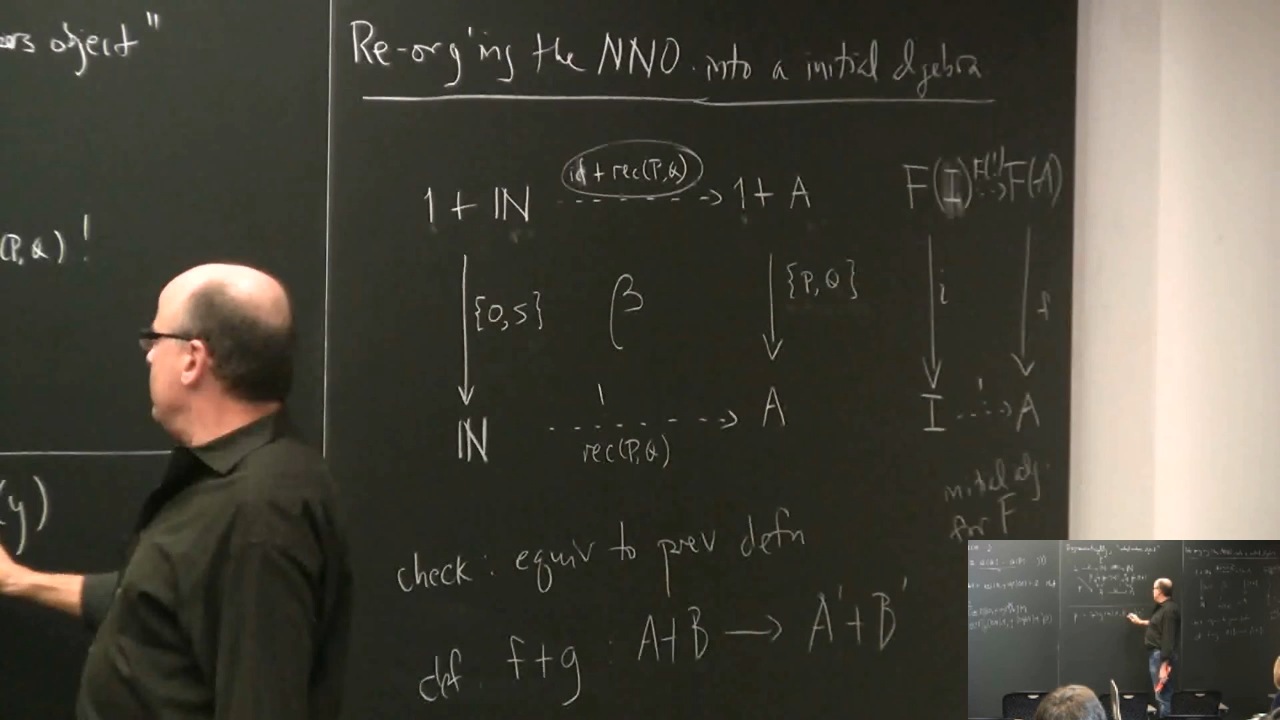 object"
(P,Q)!
(y)
Re-org'ing the NNO into a initial algebra
id + rec(P,Q)
1 + ℕ ⇢ 1 + A
F(!)
F(I) ⇢ F(A)
{0,s}
β
{P,Q}
i
f
!
ℕ ⇢ A
rec(P,Q)
!
I ⇢ A
initial alg
for F
check: equiv to prev defn
def. f+g : A+B → A'+B'